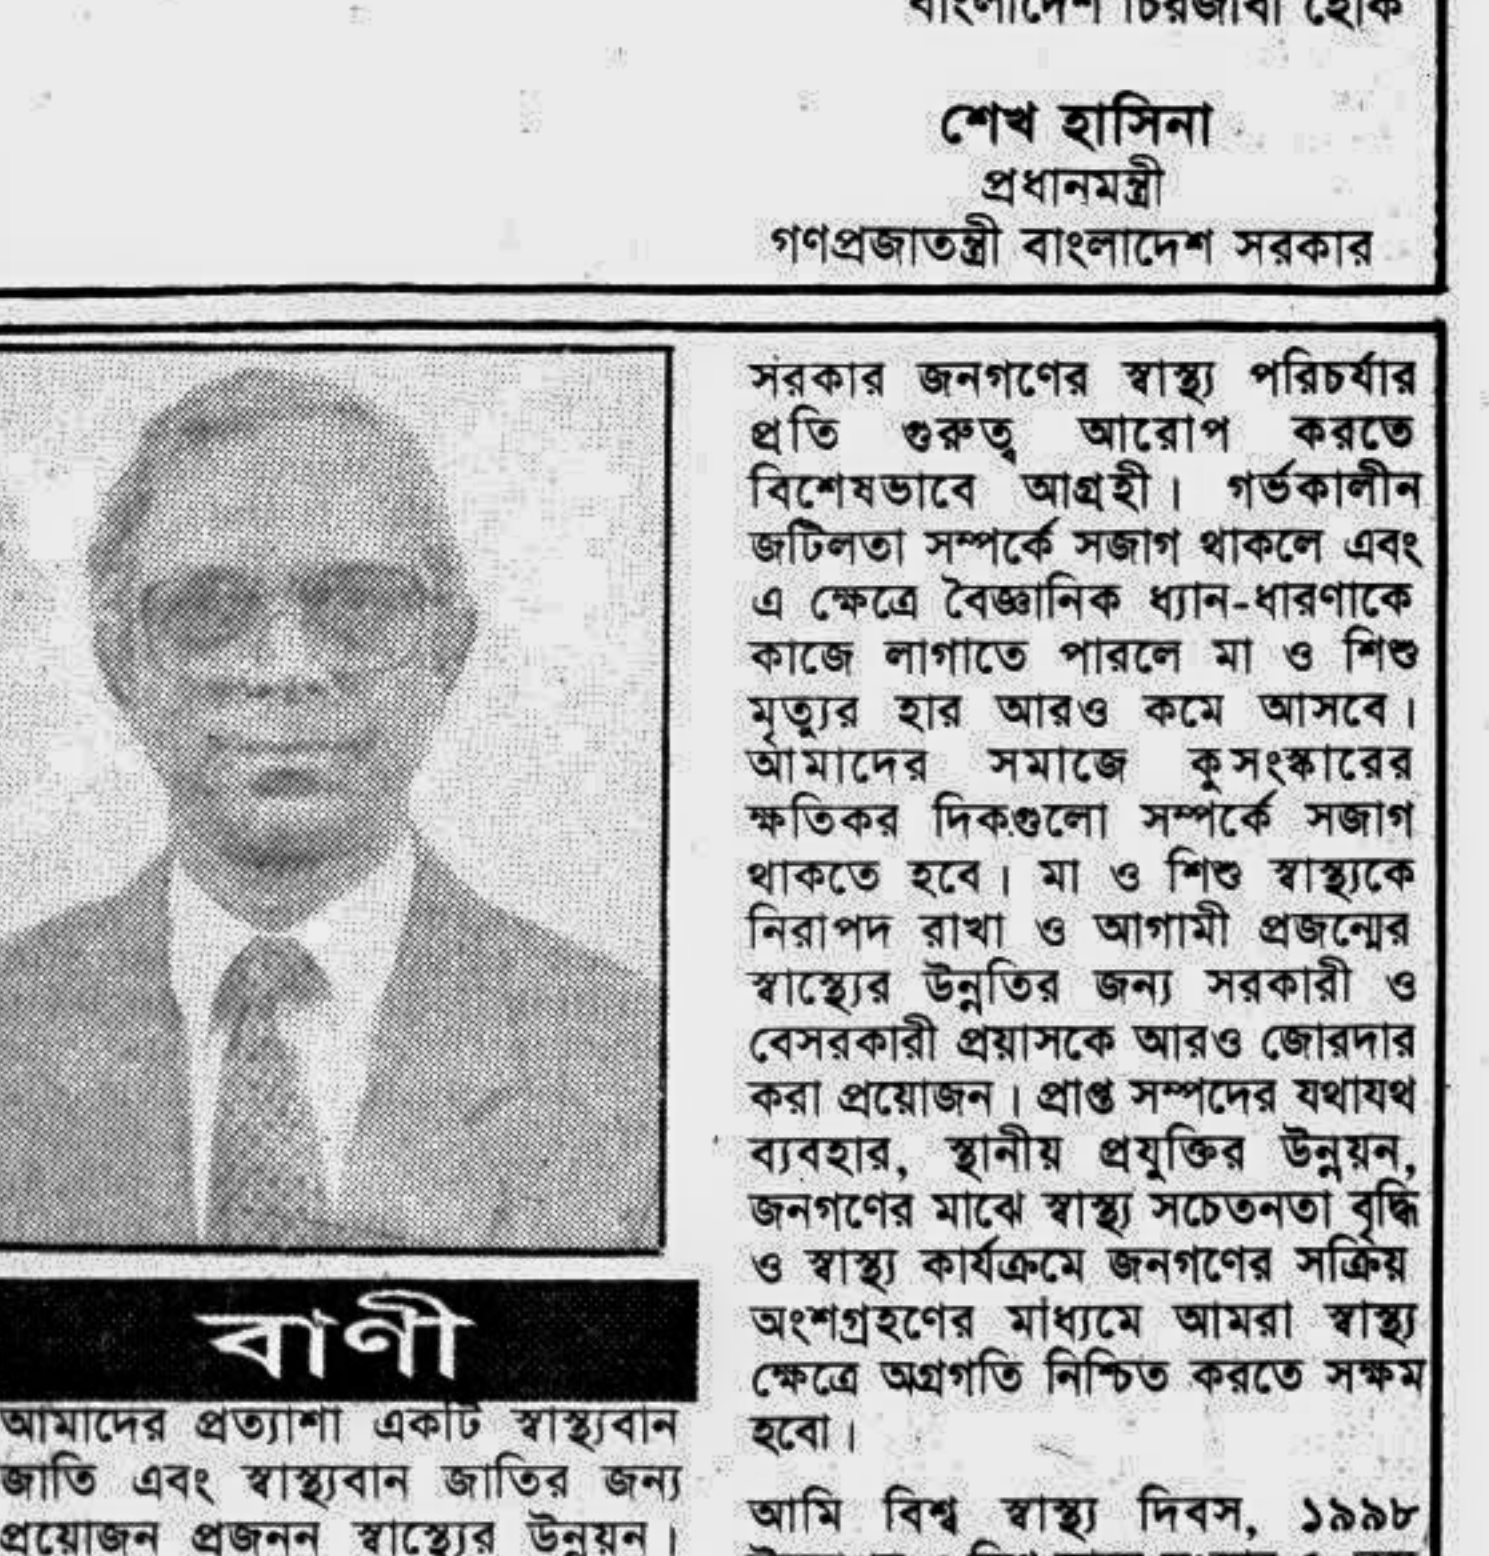 বাংলাদেশ চিরজীবী হোক
শেখ হাসিনা
প্রধানমন্ত্রী
গণপ্রজাতন্ত্রী বাংলাদেশ সরকার
বাণী
আমাদের প্রত্যাশা একটি স্বাস্থ্যবান
জাতি এবং স্বাস্থ্যবান জাতির জন্য
প্রয়োজন প্রজনন স্বাস্থ্যের উন্নয়ন।
সরকার জনগণের স্বাস্থ্য পরিচর্যার
প্রতি গুরুত্ব আরোপ করতে
বিশেষভাবে আগ্রহী। গর্ভকালীন
জটিলতা সম্পর্কে সজাগ থাকলে এবং
এ ক্ষেত্রে বৈজ্ঞানিক ধ্যান-ধারণাকে
কাজে লাগাতে পারলে মা ও শিশু
মৃত্যুর হার আরও কমে আসবে।
আমাদের সমাজে কুসংস্কারের
ক্ষতিকর দিকগুলো সম্পর্কে সজাগ
থাকতে হবে। মা ও শিশু স্বাস্থ্যকে
নিরাপদ রাখা ও আগামী প্রজন্মের
স্বাস্থ্যের উন্নতির জন্য সরকারী ও
বেসরকারী প্রয়াসকে আরও জোরদার
করা প্রয়োজন। প্রাপ্ত সম্পদের যথাযথ
ব্যবহার, স্থানীয় প্রযুক্তির উন্নয়ন,
জনগণের মাঝে স্বাস্থ্য সচেতনতা বৃদ্ধি
ও স্বাস্থ্য কার্যক্রমে জনগণের সক্রিয়
অংশগ্রহণের মাধ্যমে আমরা স্বাস্থ্য
ক্ষেত্রে অগ্রগতি নিশ্চিত করতে সক্ষম
হবো।
আমি বিশ্ব স্বাস্থ্য দিবস, ১৯৯৮